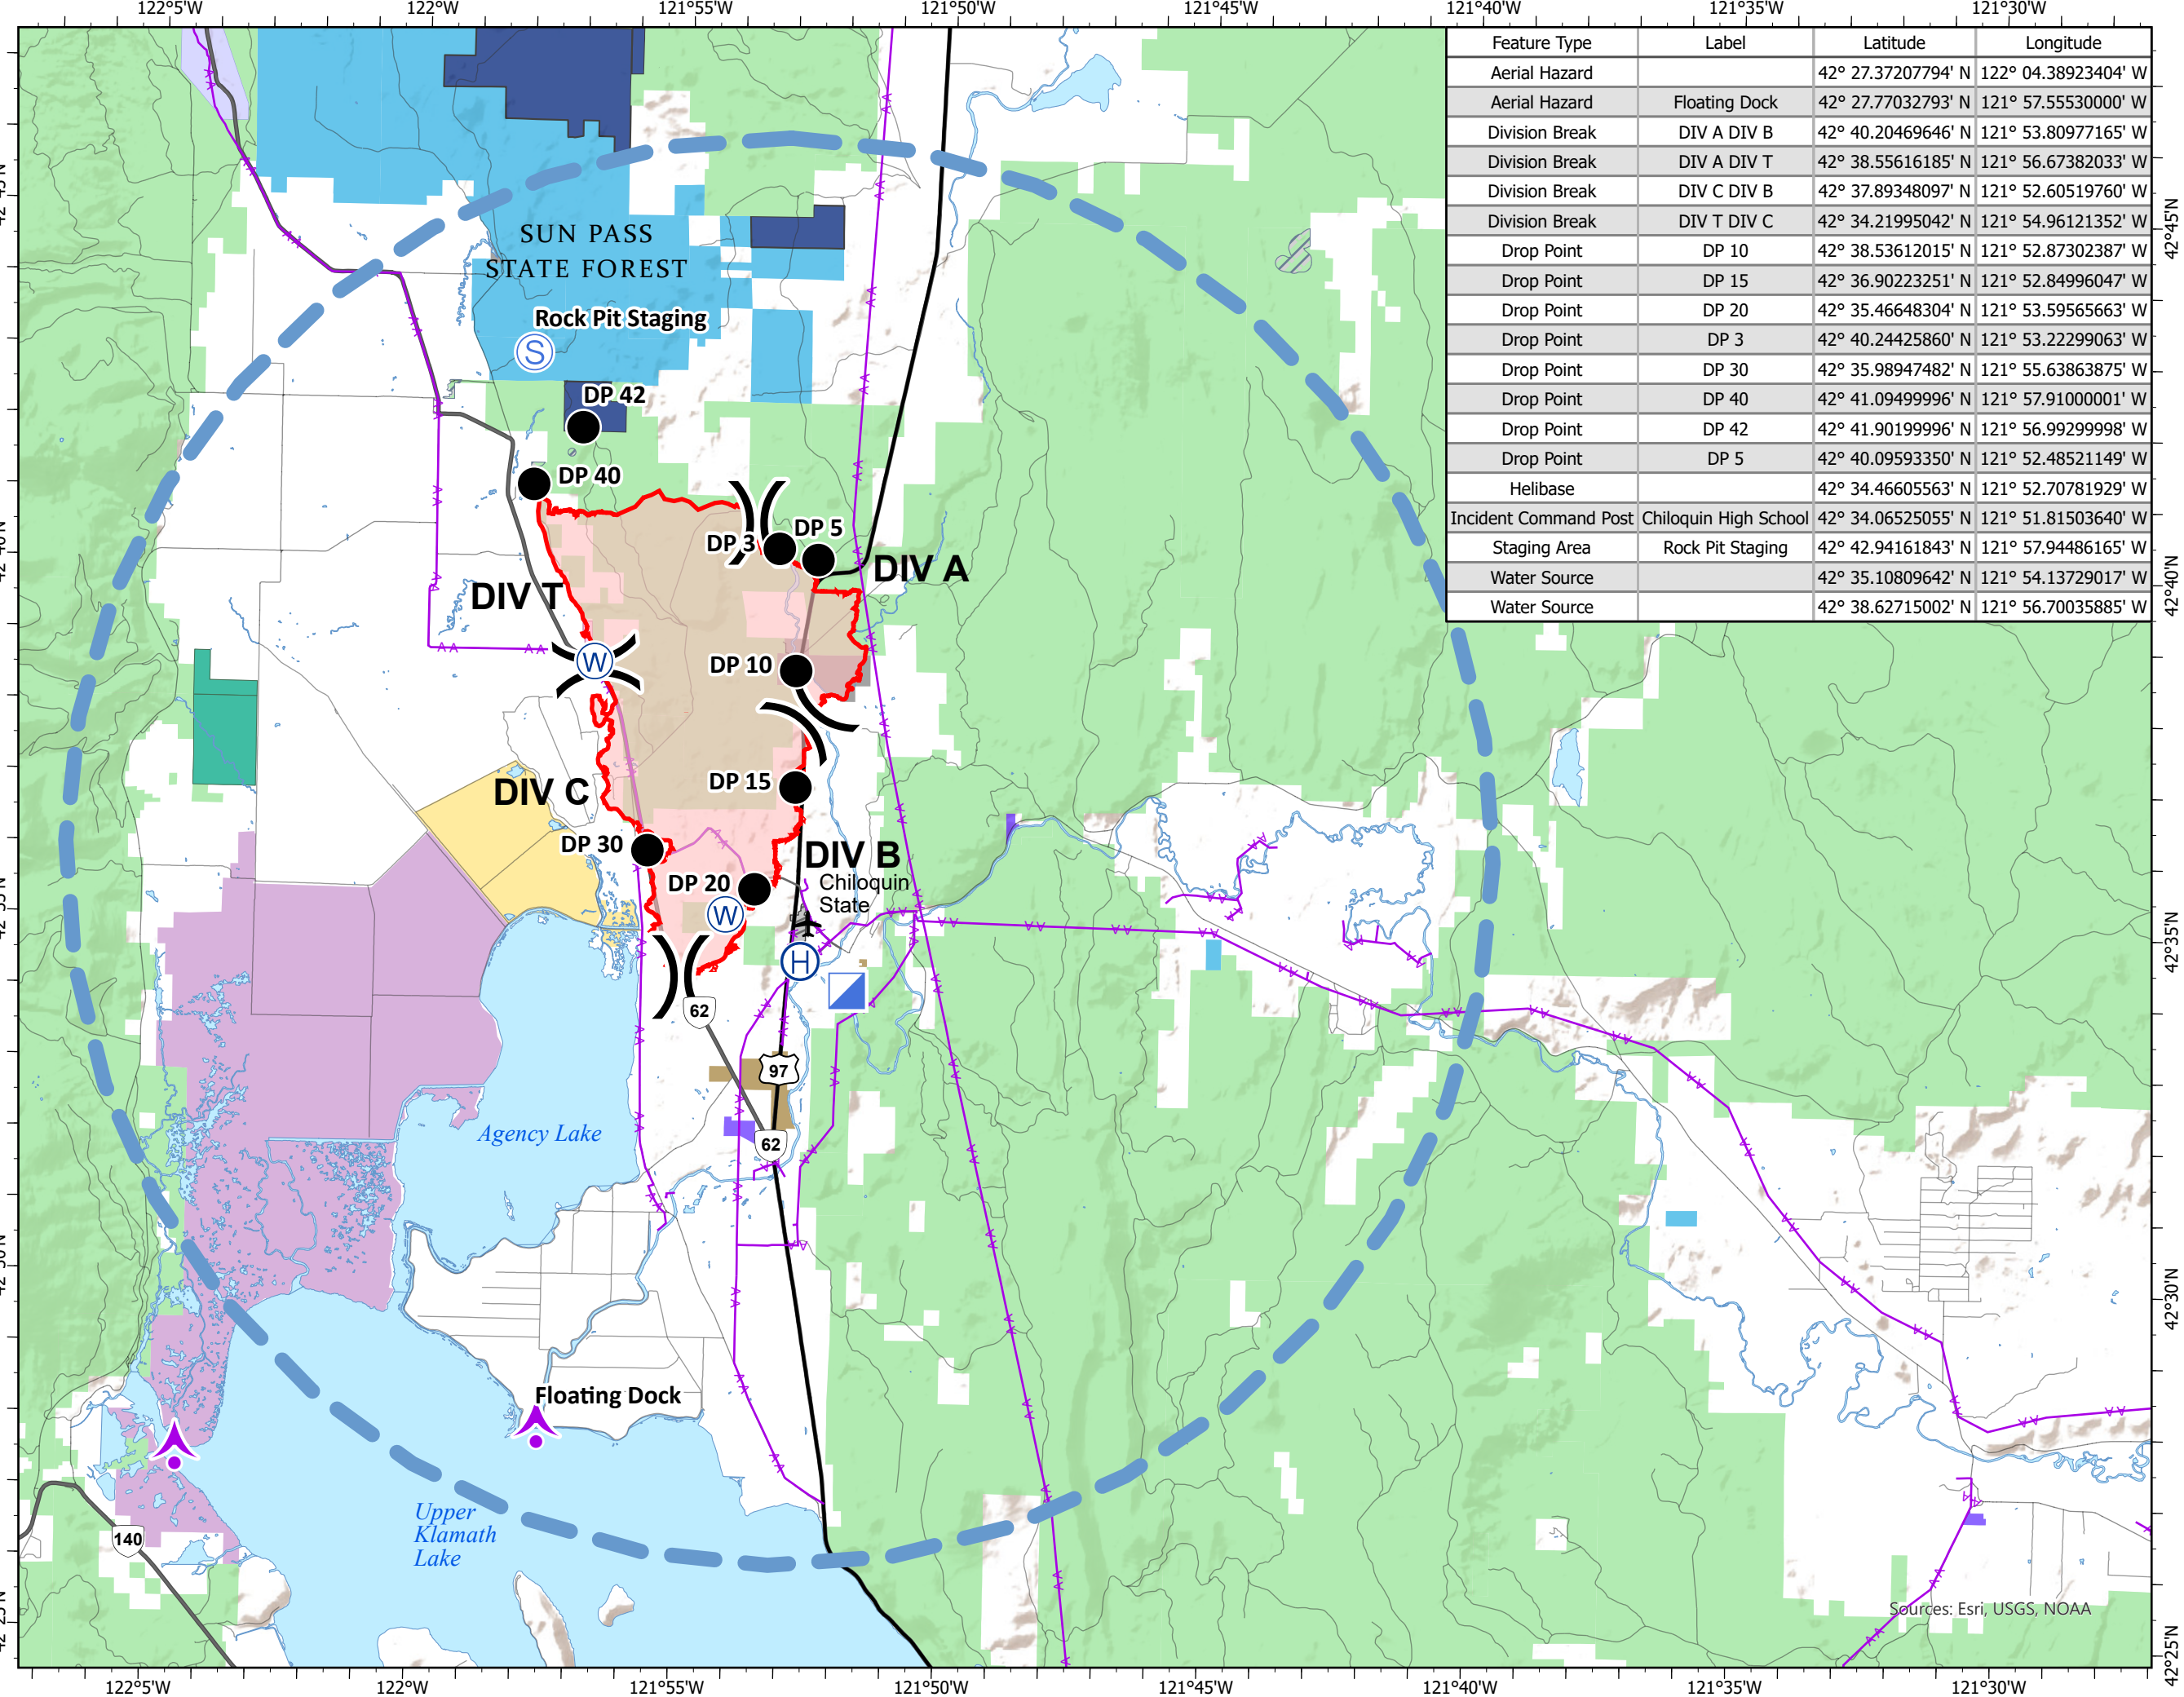 122°5'W 122°W 121°55'W 121°50'W 121°45'W 121°40'W 121°35'W 121°30'W
Feature Type Label Latitude Longitude
Aerial Hazard 42° 27.37207794' N 122° 04.38923404' W
Aerial Hazard Floating Dock 42° 27.77032793' N 121° 57.55530000' W
Division Break DIV A DIV B 42° 40.20469646' N 121° 53.80977165' W
Division Break DIV A DIV T 42° 38.55616185' N 121° 56.67382033' W
Division Break DIV C DIV B 42° 37.89348097' N 121° 52.60519760' W
Division Break DIV T DIV C 42° 34.21995042' N 121° 54.96121352' W
Drop Point DP 10 42° 38.53612015' N 121° 52.87302387' W
Drop Point DP 15 42° 36.90223251' N 121° 52.84996047' W
Drop Point DP 20 42° 35.46648304' N 121° 53.59565663' W
Drop Point DP 3 42° 40.24425860' N 121° 53.22299063' W
Drop Point DP 30 42° 35.98947482' N 121° 55.63863875' W
Drop Point DP 40 42° 41.09499996' N 121° 57.91000001' W
Drop Point DP 42 42° 41.90199996' N 121° 56.99299998' W
Drop Point DP 5 42° 40.09593350' N 121° 52.48521149' W
Helibase 42° 34.46605563' N 121° 52.70781929' W
Incident Command Post Chiloquin High School 42° 34.06525055' N 121° 51.81503640' W
Staging Area Rock Pit Staging 42° 42.94161843' N 121° 57.94486165' W
Water Source 42° 35.10809642' N 121° 54.13729017' W
Water Source 42° 38.62715002' N 121° 56.70035885' W
42°45'N
42°40'N
42°35'N
42°30'N
42°25'N
SUN PASS
STATE FOREST
Rock Pit Staging
S
DP 42
DP 40
DP 5
DP 3
DIV A
DIV T
W
DP 10
DP 15
DIV C
DP 30
DIV B
DP 20
Chiloquin
State
W
H
62
97
62
Agency Lake
Floating Dock
Upper
Klamath
Lake
140
Sources: Esri, USGS, NOAA
122°5'W 122°W 121°55'W 121°50'W 121°45'W 121°40'W 121°35'W 121°30'W